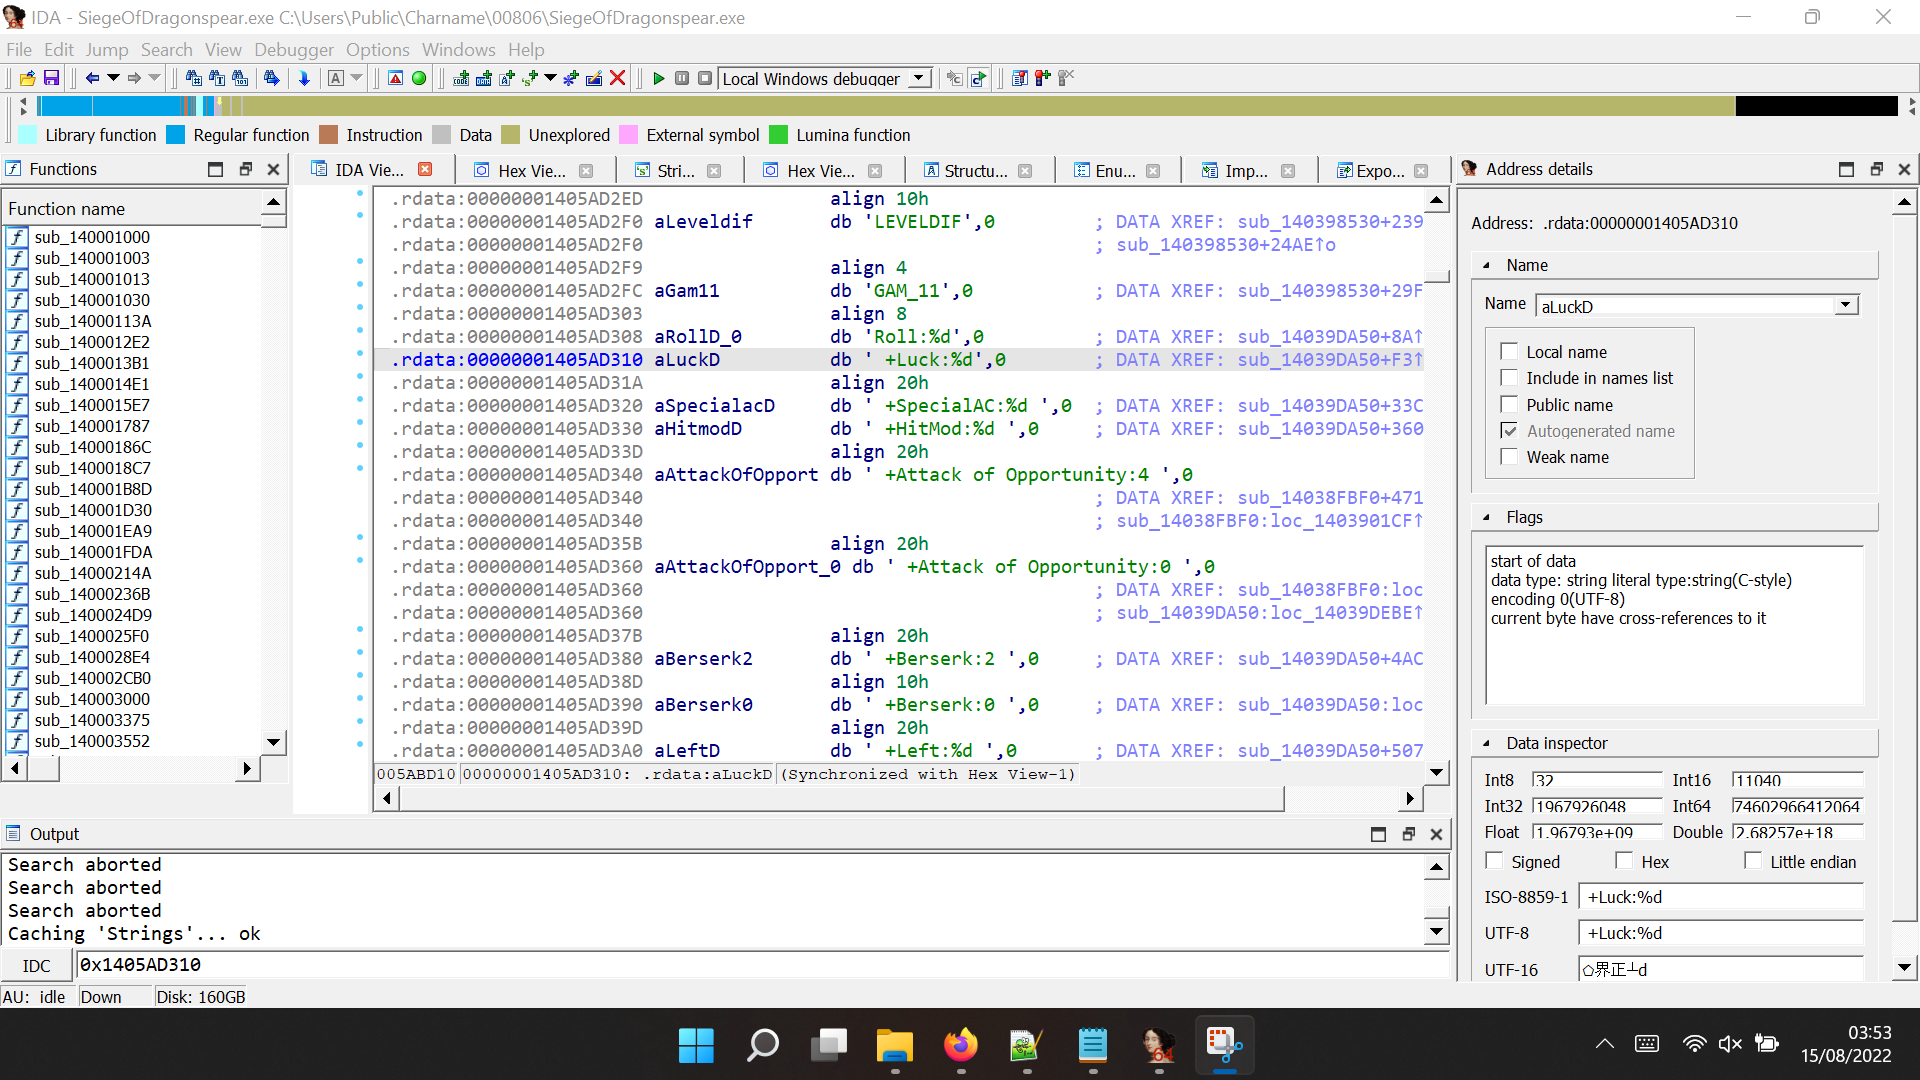 IDA - SiegeOfDragonspear.exe C:\Users\Public\Charname\00806\SiegeOfDragonspear.exe
File Edit Jump Search View Debugger Options Windows Help
Local Windows debugger
Library function Regular function Instruction Data Unexplored External symbol Lumina function
Functions
Function name
sub_140001000
sub_140001003
sub_140001013
sub_140001030
sub_14000113A
sub_1400012E2
sub_1400013B1
sub_1400014E1
sub_1400015E7
sub_140001787
sub_14000186C
sub_1400018C7
sub_140001B8D
sub_140001D30
sub_140001EA9
sub_140001FDA
sub_14000214A
sub_14000236B
sub_1400024D9
sub_1400025F0
sub_1400028E4
sub_140002CB0
sub_140003000
sub_140003375
sub_140003552
IDA Vie... Hex Vie... Stri... Hex Vie... Structu... Enu... Imp... Expo...
.rdata:00000001405AD2ED align 10h
.rdata:00000001405AD2F0 aLeveldif db 'LEVELDIF',0 ; DATA XREF: sub_140398530+239
.rdata:00000001405AD2F0 ; sub_140398530+24AE↑o
.rdata:00000001405AD2F9 align 4
.rdata:00000001405AD2FC aGam11 db 'GAM_11',0 ; DATA XREF: sub_140398530+29F
.rdata:00000001405AD303 align 8
.rdata:00000001405AD308 aRollD_0 db 'Roll:%d',0 ; DATA XREF: sub_14039DA50+8A↑
.rdata:00000001405AD310 aLuckD db ' +Luck:%d',0 ; DATA XREF: sub_14039DA50+F3↑
.rdata:00000001405AD31A align 20h
.rdata:00000001405AD320 aSpecialacD db ' +SpecialAC:%d ',0 ; DATA XREF: sub_14039DA50+33C
.rdata:00000001405AD330 aHitmodD db ' +HitMod:%d ',0 ; DATA XREF: sub_14039DA50+360
.rdata:00000001405AD33D align 20h
.rdata:00000001405AD340 aAttackOfOpport db ' +Attack of Opportunity:4 ',0
.rdata:00000001405AD340 ; DATA XREF: sub_14038FBF0+471
.rdata:00000001405AD340 ; sub_14038FBF0:loc_1403901CF↑
.rdata:00000001405AD35B align 20h
.rdata:00000001405AD360 aAttackOfOpport_0 db ' +Attack of Opportunity:0 ',0
.rdata:00000001405AD360 ; DATA XREF: sub_14038FBF0:loc
.rdata:00000001405AD360 ; sub_14039DA50:loc_14039DEBE↑
.rdata:00000001405AD37B align 20h
.rdata:00000001405AD380 aBerserk2 db ' +Berserk:2 ',0 ; DATA XREF: sub_14039DA50+4AC
.rdata:00000001405AD38D align 10h
.rdata:00000001405AD390 aBerserk0 db ' +Berserk:0 ',0 ; DATA XREF: sub_14039DA50:loc
.rdata:00000001405AD39D align 20h
.rdata:00000001405AD3A0 aLeftD db ' +Left:%d ',0 ; DATA XREF: sub_14039DA50+507
005ABD10 00000001405AD310: .rdata:aLuckD (Synchronized with Hex View-1)
Address details
Address: .rdata:00000001405AD310
Name
Name aLuckD
Local name
Include in names list
Public name
Autogenerated name
Weak name
Flags
start of data
data type: string literal type:string(C-style)
encoding 0(UTF-8)
current byte have cross-references to it
Data inspector
Int8 32 Int16 11040
Int32 1967926048 Int64 74602966412064
Float 1.96793e+09 Double 2.68257e+18
Signed Hex Little endian
ISO-8859-1 +Luck:%d
UTF-8 +Luck:%d
UTF-16
Output
Search aborted
Search aborted
Search aborted
Caching 'Strings'... ok
IDC 0x1405AD310
AU: idle Down Disk: 160GB
64
03:53
15/08/2022